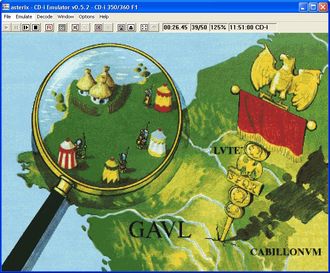 asterix - CD-i Emulator v0.5.2 - CD-i 350/360 F1
File Emulate Decode Window Options Help
00:26.45 39/50 125% 11:51:00 CD-I
LVTE
GAVL
CABILLONVM